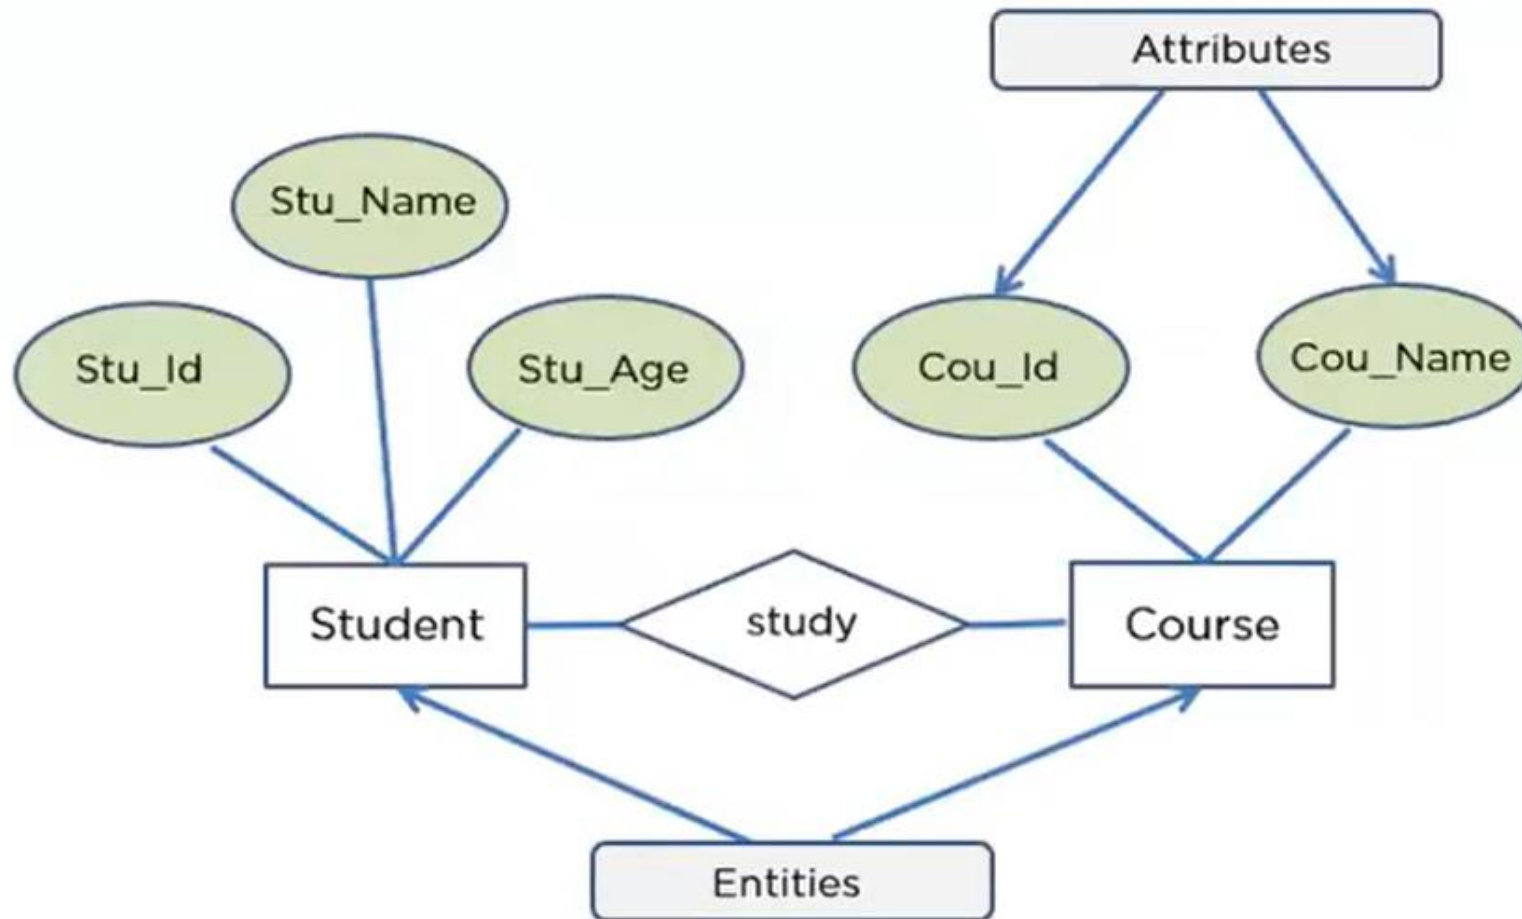 Attributes
Stu_Name
Stu_Id
Stu_Age
Cou_Id
Cou_Name
Student
study
Course
Entities